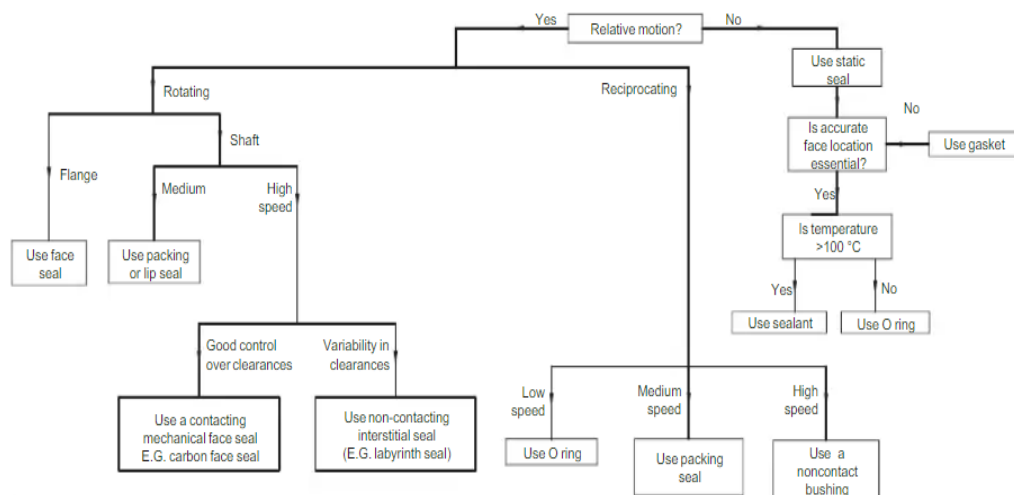 Yes
Relative motion?
No
Use static
seal
Rotating
Reciprocating
No
Is accurate
face location
essential?
Use gasket
Shaft
Flange
Medium
High
speed
Yes
Use face
seal
Use packing
or lip seal
Is temperature
>100 °C
Yes
No
Use sealant
Use O ring
Good control
over clearances
Variability in
clearances
Low
speed
Medium
speed
High
speed
Use a contacting
mechanical face seal
E.G. carbon face seal
Use non-contacting
interstitial seal
(E.G. labyrinth seal)
Use O ring
Use packing
seal
Use a
noncontact
bushing